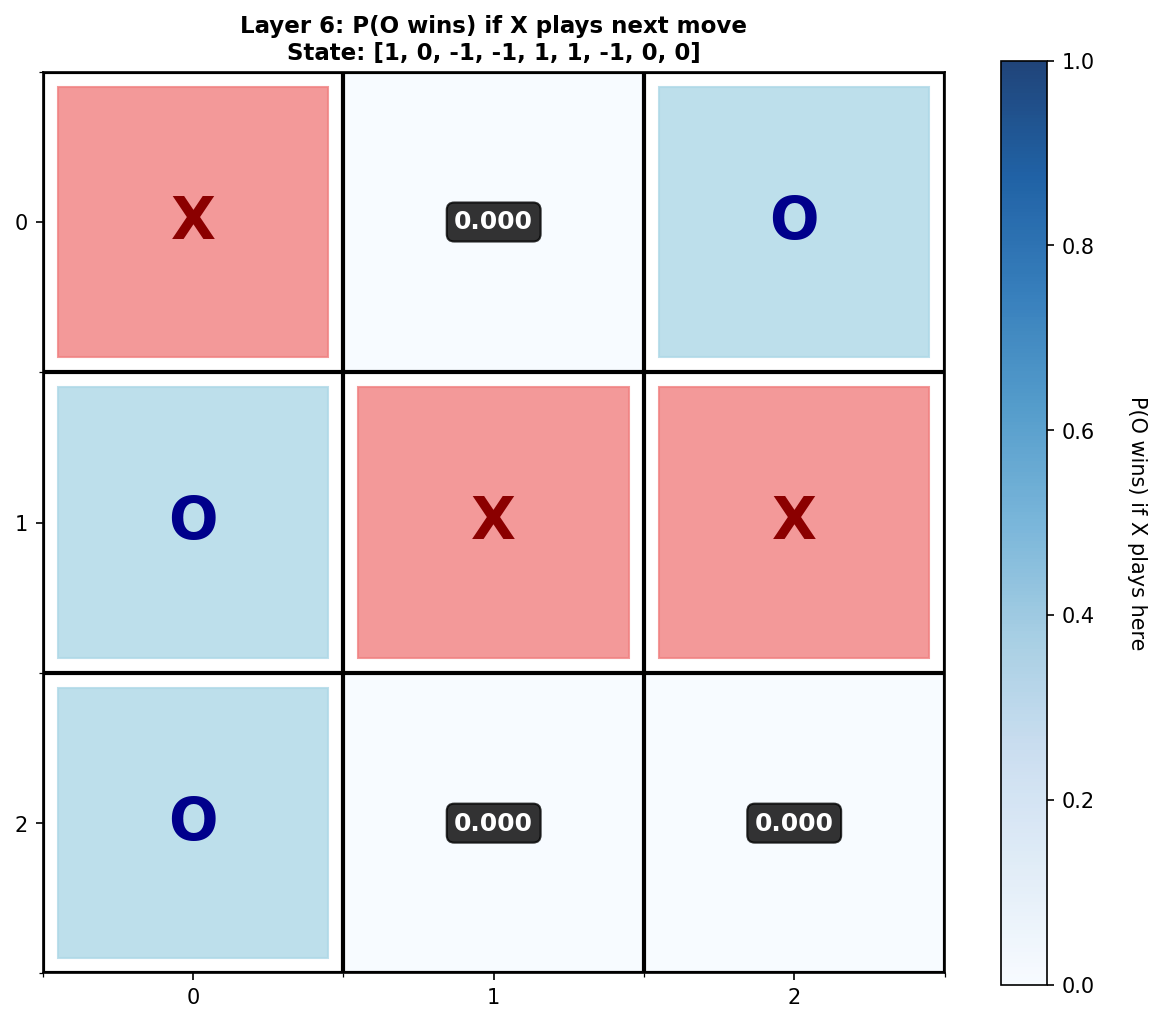 Layer 6: P(O wins) if X plays next move
State: [1, 0, -1, -1, 1, 1, -1, 0, 0]
X
0.000
O
O
X
X
O
0.000
0.000
0
1
2
0
1
2
1.0
0.8
0.6
0.4
0.2
0.0
P(O wins) if X plays here